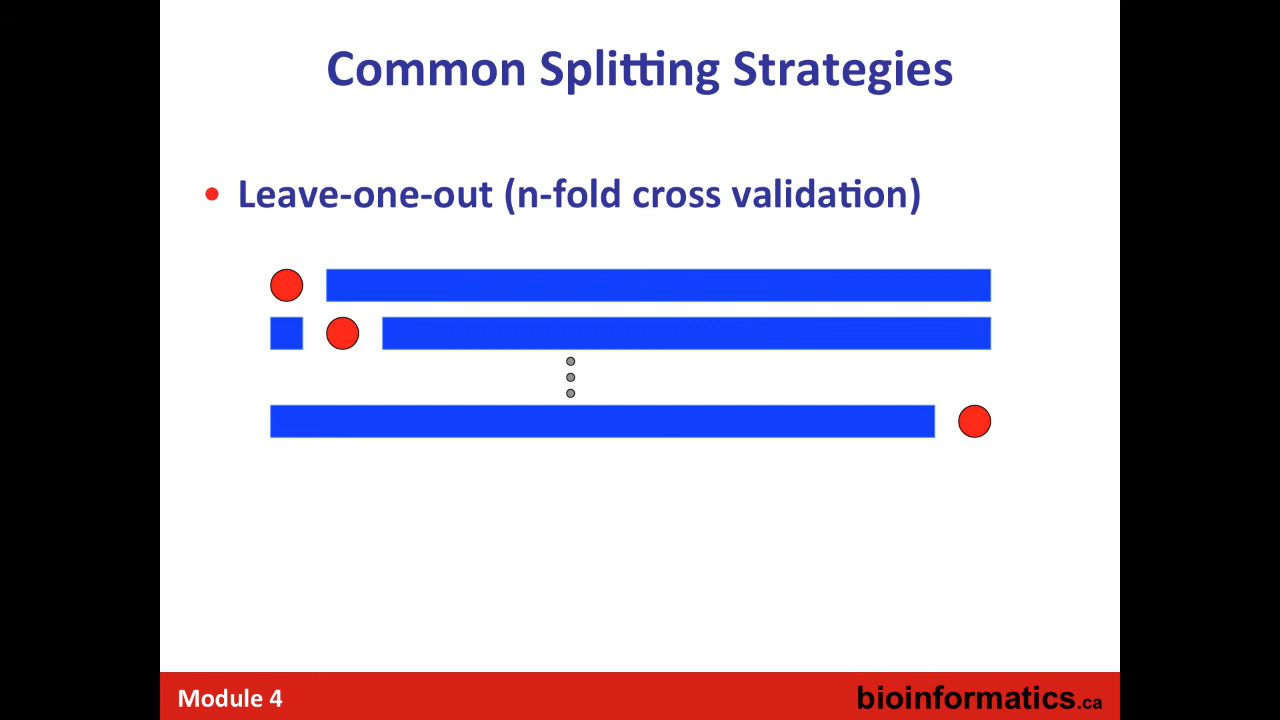 Common Splitting Strategies
• Leave-one-out (n-fold cross validation)
Module 4
bioinformatics.ca